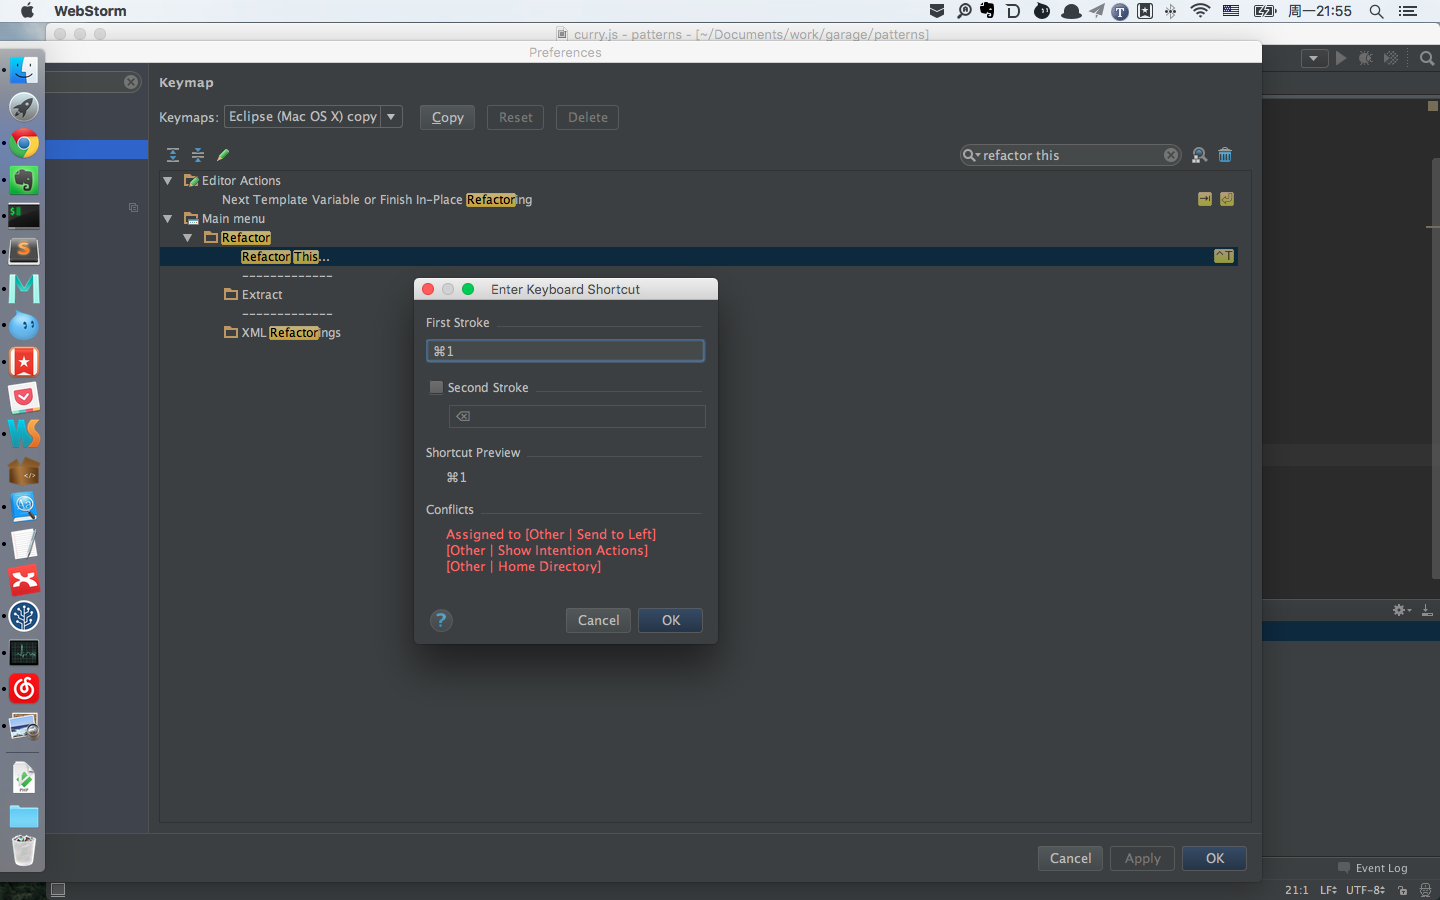 WebStorm
周一21:55
curry.js - patterns - [~/Documents/work/garage/patterns]
Preferences
Keymap
Keymaps: Eclipse (Mac OS X) copy Copy Reset Delete
refactor this
Editor Actions
Next Template Variable or Finish In-Place Refactoring
Main menu
Refactor
Refactor This...
^T
-------------
Extract
-------------
XML Refactorings
Enter Keyboard Shortcut
First Stroke
⌘1
Second Stroke
Shortcut Preview
⌘1
Conflicts
Assigned to [Other | Send to Left]
[Other | Show Intention Actions]
[Other | Home Directory]
? Cancel OK
Cancel Apply OK
Event Log
21:1 LF÷ UTF-8÷